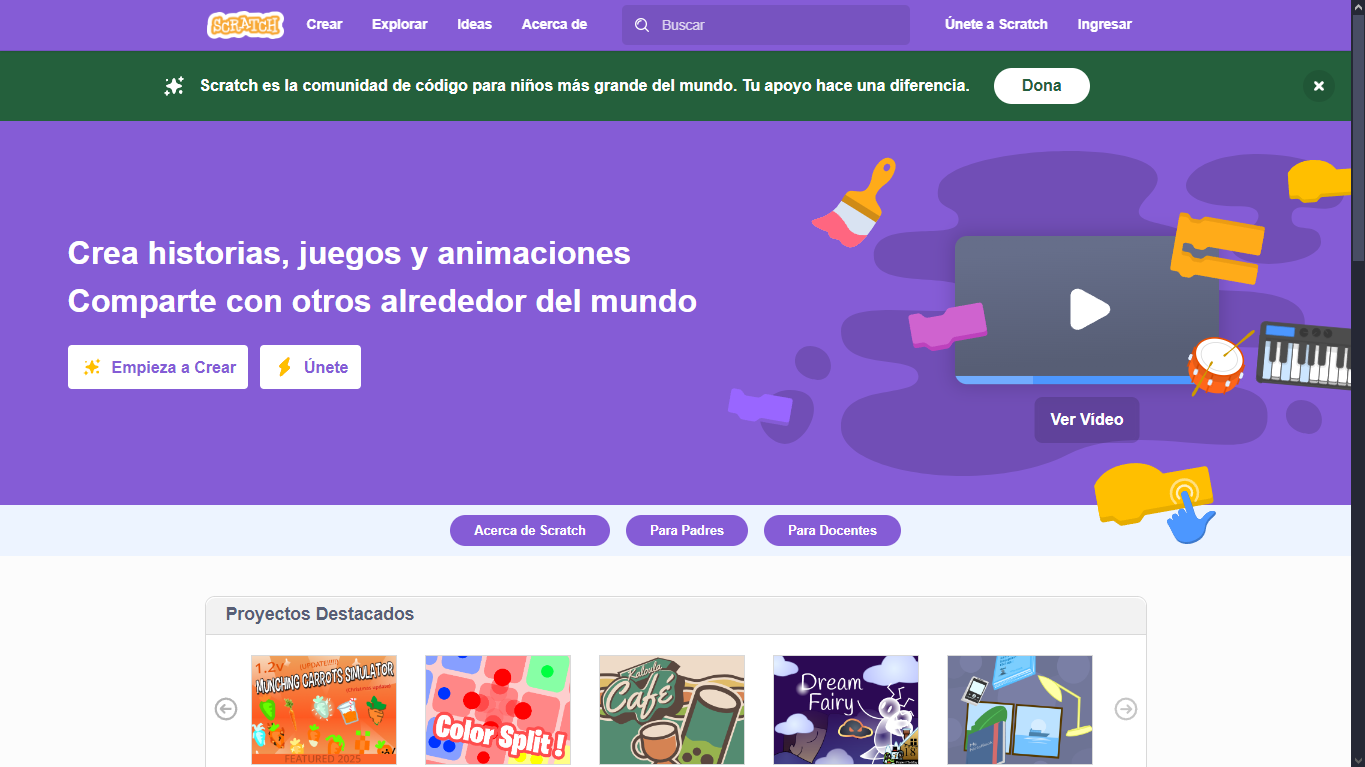 SCRATCH
Crear
Explorar
Ideas
Acerca de
Buscar
Únete a Scratch
Ingresar
Scratch es la comunidad de código para niños más grande del mundo. Tu apoyo hace una diferencia.
Dona
Crea historias, juegos y animaciones
Comparte con otros alrededor del mundo
Empieza a Crear
Únete
Ver Vídeo
Acerca de Scratch
Para Padres
Para Docentes
Proyectos Destacados
1.2v
(UPDATE!!!!)
MUNCHING CARROTS SIMULATOR
FEATURED 2025
Color Split !
Kaloula
Café
Dream
Fairy